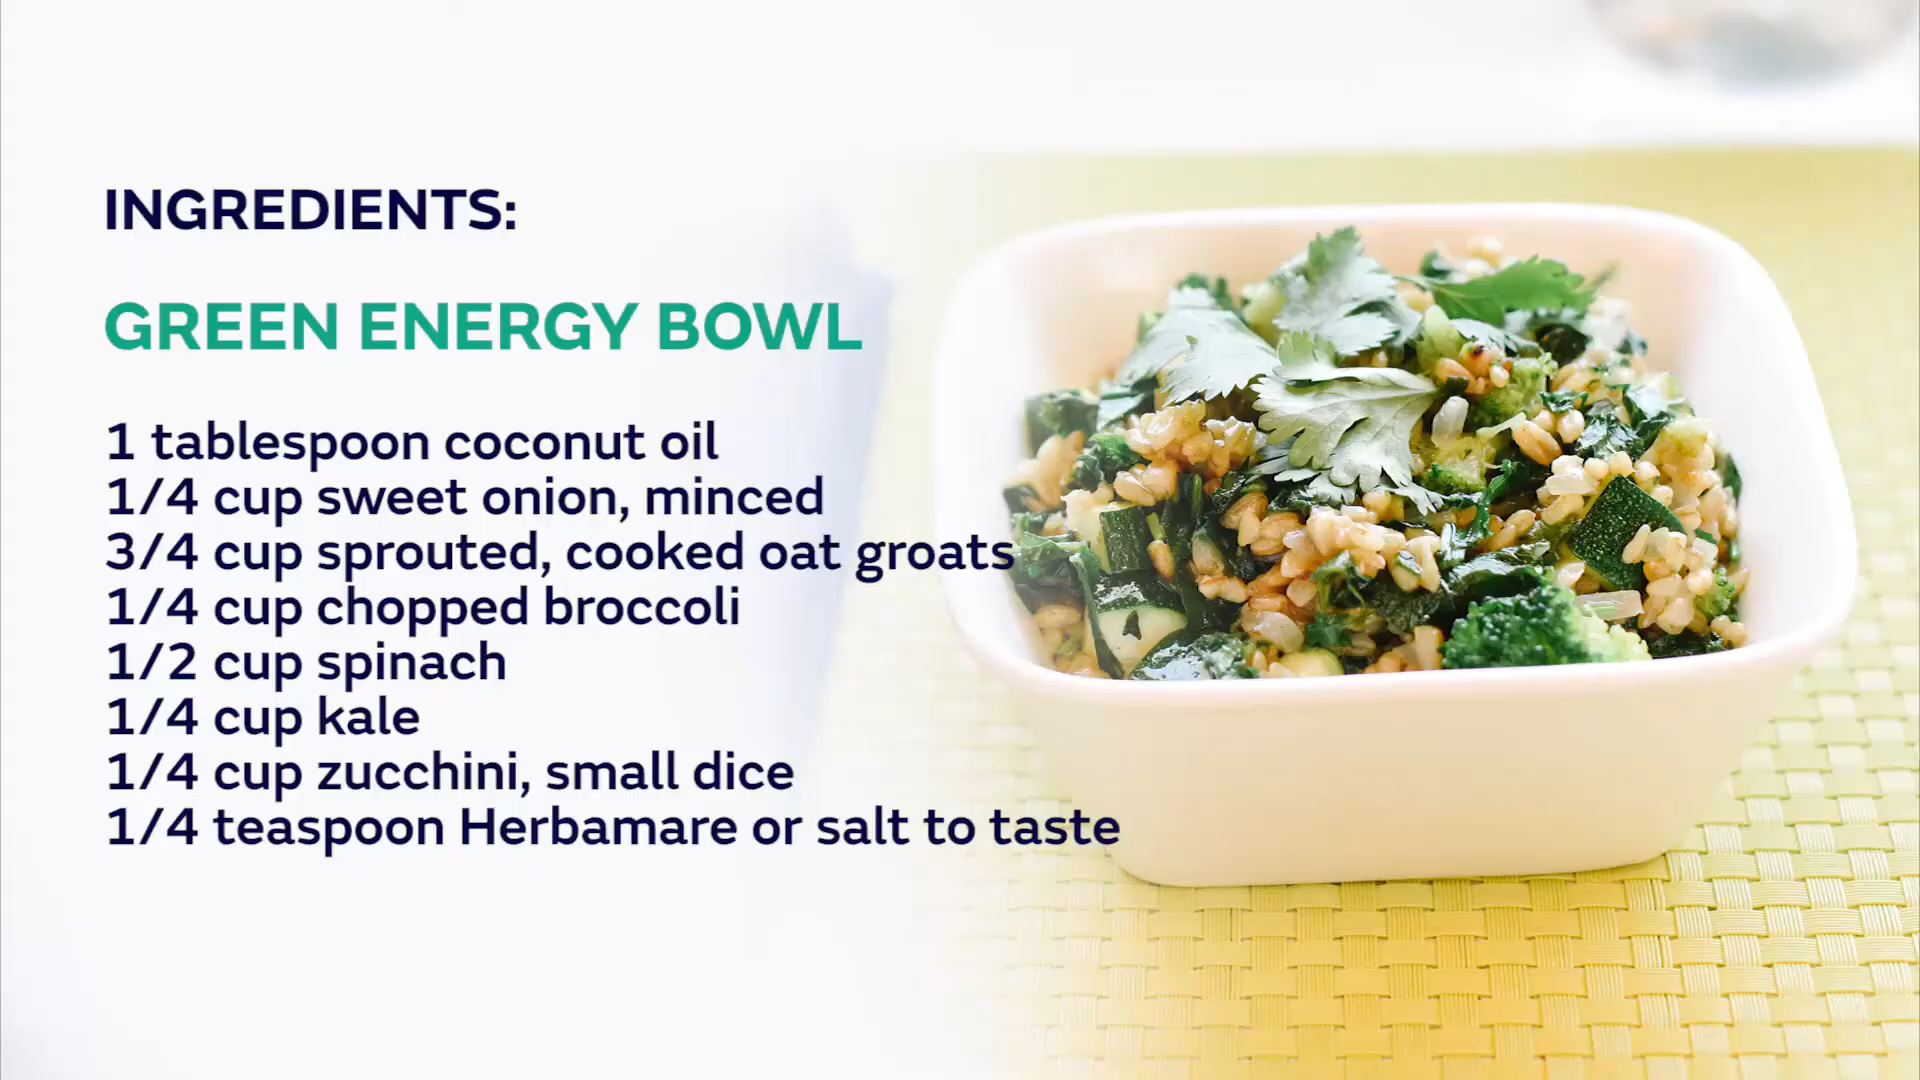 INGREDIENTS:
GREEN ENERGY BOWL
1 tablespoon coconut oil
1/4 cup sweet onion, minced
3/4 cup sprouted, cooked oat groats
1/4 cup chopped broccoli
1/2 cup spinach
1/4 cup kale
1/4 cup zucchini, small dice
1/4 teaspoon Herbamare or salt to taste